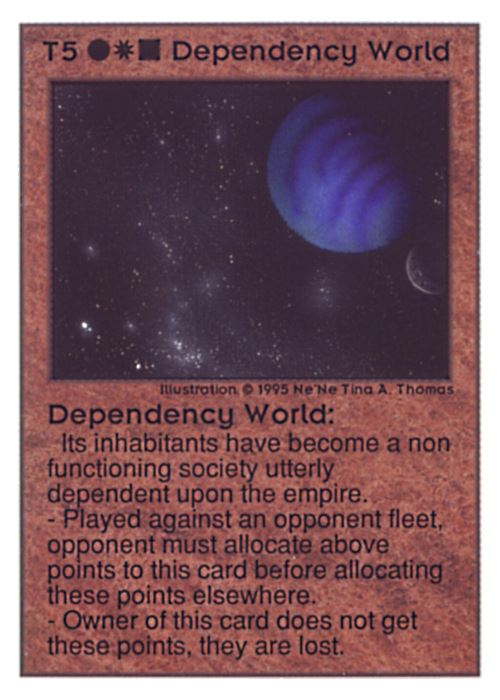 T5 ●✷■ Dependency World
Illustration © 1995 Ne'Ne Tina A. Thomas
Dependency World:
Its inhabitants have become a non
functioning society utterly
dependent upon the empire.
- Played against an opponent fleet,
opponent must allocate above
points to this card before allocating
these points elsewhere.
- Owner of this card does not get
these points, they are lost.